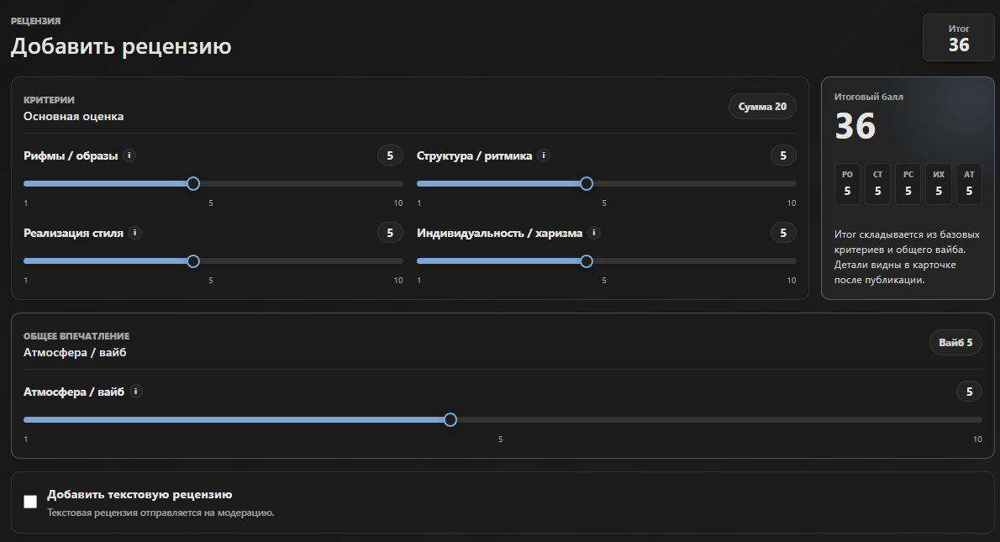 РЕЦЕНЗИЯ
Добавить рецензию
Итог
36
КРИТЕРИИ
Основная оценка
Сумма 20
Рифмы / образы i
5
1
5
10
Структура / ритмика i
5
1
5
10
Реализация стиля i
5
1
5
10
Индивидуальность / харизма i
5
1
5
10
Итоговый балл
36
РО СТ РС ИХ АТ
5 5 5 5 5
Итог складывается из базовых
критериев и общего вайба.
Детали видны в карточке
после публикации.
ОБЩЕЕ ВПЕЧАТЛЕНИЕ
Атмосфера / вайб
Вайб 5
Атмосфера / вайб i
5
1
5
10
Добавить текстовую рецензию
Текстовая рецензия отправляется на модерацию.